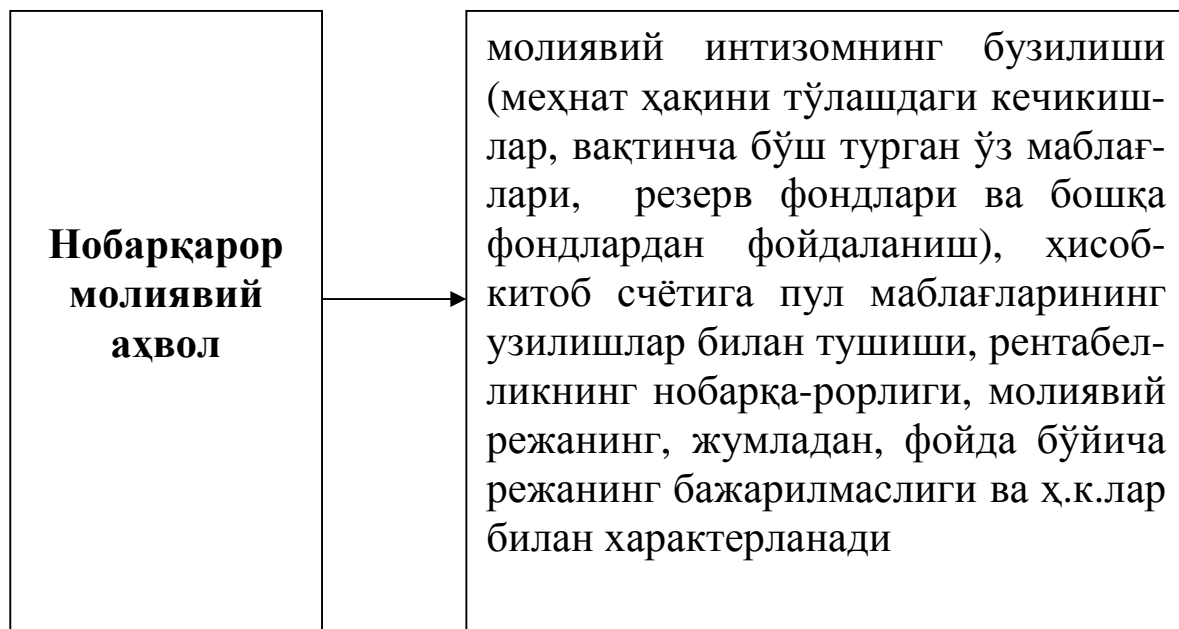 Нобарқарор
молиявий
аҳвол
молиявий интизомнинг бузилиши
(меҳнат ҳақини тўлашдаги кечикиш-
лар, вақтинча бўш турган ўз маблағ-
лари, резерв фондлари ва бошқа
фондлардан фойдаланиш), ҳисоб-
китоб счётига пул маблағларининг
узилишлар билан тушиши, рентабел-
ликнинг нобарқа-рорлиги, молиявий
режанинг, жумладан, фойда бўйича
режанинг бажарилмаслиги ва ҳ.к.лар
билан характерланади